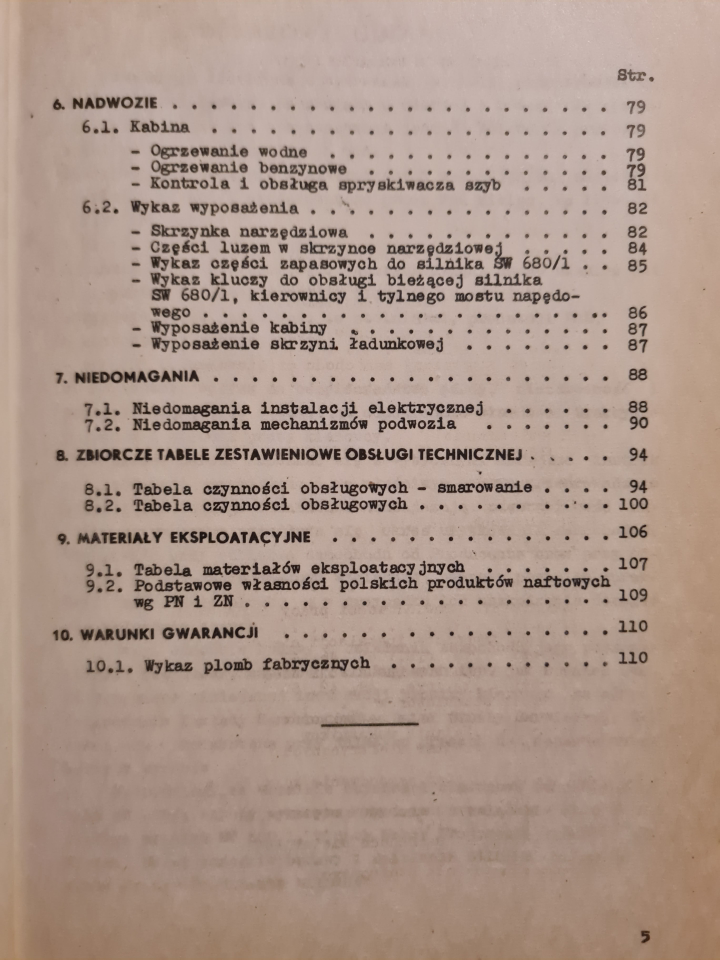 Str.
6. NADWOZIE . . . . . . . . . . . . . . . . . 79
6.1. Kabina . . . . . . . . . . . . . . . . 79
- Ogrzewanie wodne . . . . . . . . . . . 79
- Ogrzewanie benzynowe . . . . . . . . . . 79
- Kontrola i obsługa spryskiwacza szyb . . . . . 81
6.2. Wykaz wyposażenia . . . . . . . . . . . . 82
- Skrzynka narzędziowa . . . . . . . . . . 82
- Części luzem w skrzynce narzędziowej . . . . . 84
- Wykaz części zapasowych do silnika SW 680/1 . . 85
- Wykaz kluczy do obsługi bieżącej silnika
SW 680/1, kierownicy i tylnego mostu napędo-
wego . . . . . . . . . . . . . . . . . 86
- Wyposażenie kabiny . . . . . . . . . . 87
- Wyposażenie skrzyni ładunkowej . . . . . . 87
7. NIEDOMAGANIA . . . . . . . . . . . . . . . . 88
7.1. Niedomagania instalacji elektrycznej . . . . . . 88
7.2. Niedomagania mechanizmów podwozia . . . . . . 90
8. ZBIORCZE TABELE ZESTAWIENIOWE OBSŁUGI TECHNICZNEJ . . . . 94
8.1. Tabela czynności obsługowych - smarowanie . . . . 94
8.2. Tabela czynności obsługowych . . . . . . . . 100
9. MATERIAŁY EKSPLOATACYJNE . . . . . . . . . . . 106
9.1. Tabela materiałów eksploatacyjnych . . . . . . 107
9.2. Podstawowe własności polskich produktów naftowych
wg PN i ZN . . . . . . . . . . . . . . . 109
10. WARUNKI GWARANCJI . . . . . . . . . . . . . 110
10.1. Wykaz plomb fabrycznych . . . . . . . . . 110
5